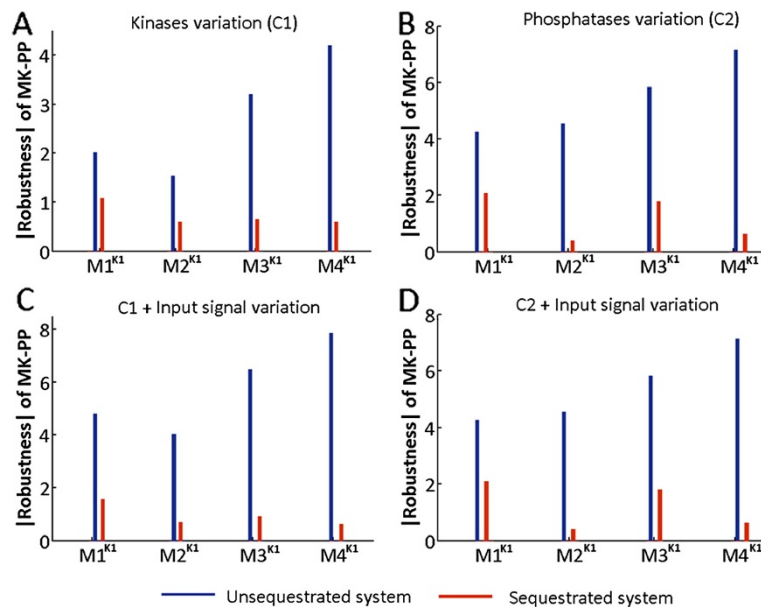 A
Kinases variation (C1)
|Robustness| of MK-PP
4
3
2
1
0
M1K1 M2K1 M3K1 M4K1
B
Phosphatases variation (C2)
|Robustness| of MK-PP
8
6
4
2
0
M1K1 M2K1 M3K1 M4K1
C
C1 + Input signal variation
|Robustness| of MK-PP
8
6
4
2
0
M1K1 M2K1 M3K1 M4K1
D
C2 + Input signal variation
|Robustness| of MK-PP
8
6
4
2
0
M1K1 M2K1 M3K1 M4K1
Unsequestrated system
Sequestrated system